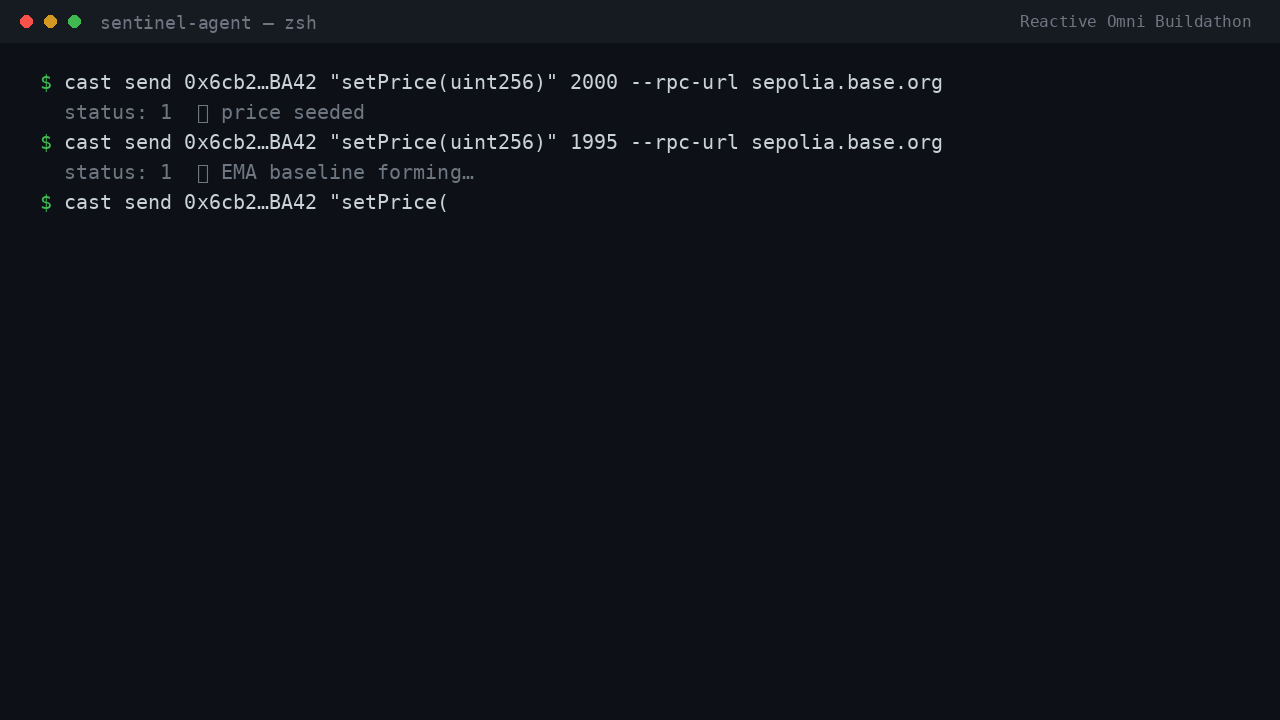 sentinel-agent — zsh
Reactive Omni Buildathon
$ cast send 0x6cb2…BA42 "setPrice(uint256)" 2000 --rpc-url sepolia.base.org
status: 1 ▯ price seeded
$ cast send 0x6cb2…BA42 "setPrice(uint256)" 1995 --rpc-url sepolia.base.org
status: 1 ▯ EMA baseline forming…
$ cast send 0x6cb2…BA42 "setPrice(